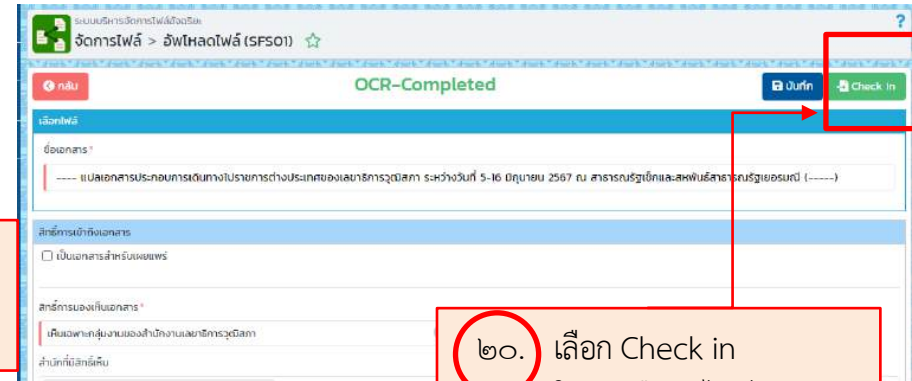 ระบบบริหารจัดการไฟล์อัจฉริยะ
จัดการไฟล์ > อัพโหลดไฟล์ (SFS01)
?
กลับ
OCR-Completed
บันทึก
Check In
เลือกไฟล์
ชื่อเอกสาร *
---- แปลเอกสารประกอบการเดินทางไปราชการต่างประเทศของเลขาธิการวุฒิสภา ระหว่างวันที่ 5-16 มิถุนายน 2567 ณ สาธารณรัฐเช็กและสหพันธ์สาธารณรัฐเยอรมนี (-----)
สิทธิ์การเข้าถึงเอกสาร
เป็นเอกสารสำหรับเผยแพร่
สิทธิ์การมองเห็นเอกสาร *
เห็นเฉพาะกลุ่มงานของสำนักงานเลขาธิการวุฒิสภา
สำนักที่มีสิทธิ์เห็น
๒๐. เลือก Check in